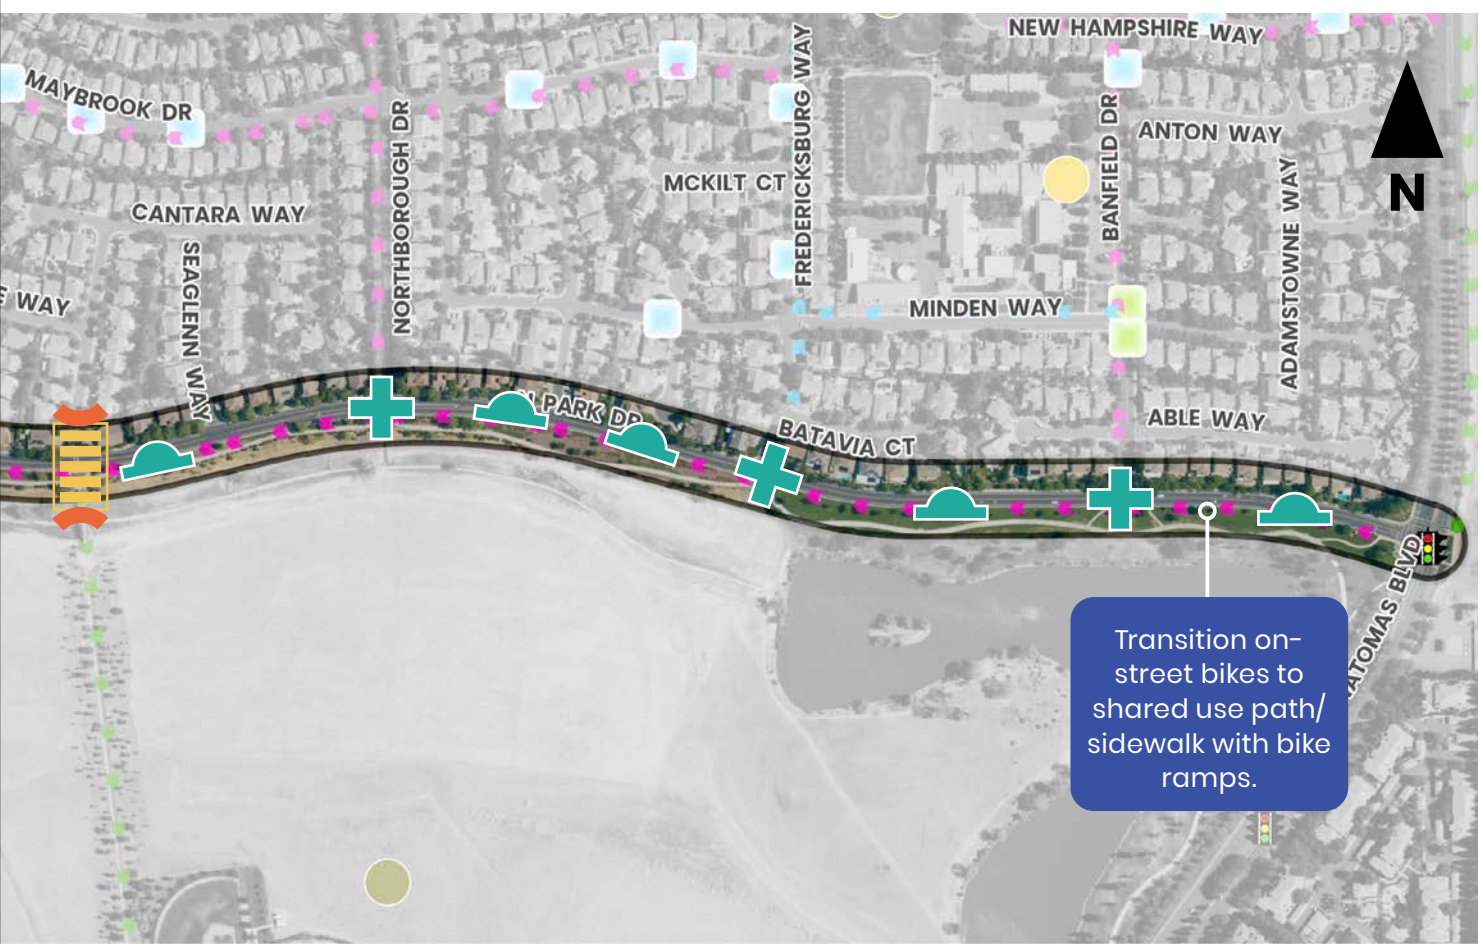 NEW HAMPSHIRE WAY
MAYBROOK DR
NORTHBOROUGH DR
FREDERICKSBURG WAY
BANFIELD DR
ANTON WAY
MCKILT CT
ADAMSTOWNE WAY
N
CANTARA WAY
SEAGLENN WAY
WAY
MINDEN WAY
PARK DR
BATAVIA CT
ABLE WAY
BLVD
Transition on-
street bikes to
shared use path/
sidewalk with bike
ramps.